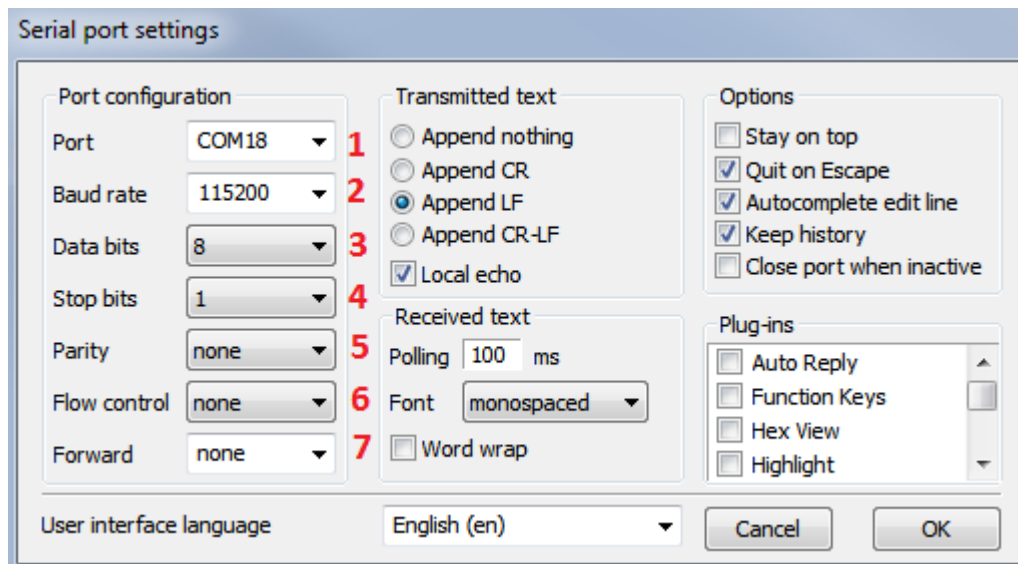 Serial port settings
Port configuration
Port COM18 1
Baud rate 115200 2
Data bits 8 3
Stop bits 1 4
Parity none 5
Flow control none 6
Forward none 7
Transmitted text
Append nothing
Append CR
Append LF
Append CR-LF
Local echo
Received text
Polling 100 ms
Font monospaced
Word wrap
Options
Stay on top
Quit on Escape
Autocomplete edit line
Keep history
Close port when inactive
Plug-ins
Auto Reply
Function Keys
Hex View
Highlight
User interface language English (en) Cancel OK